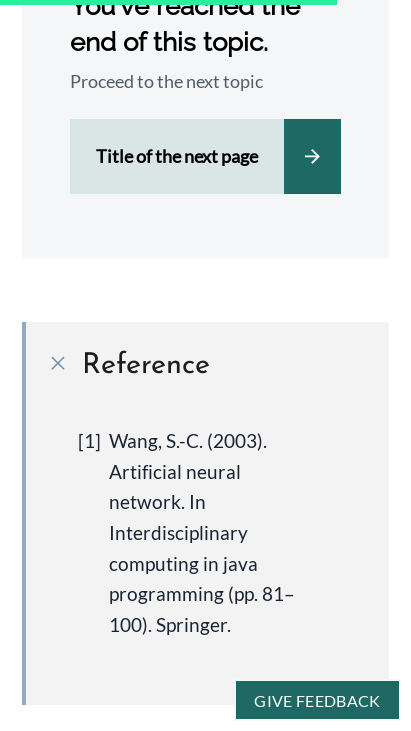 You've reached the
end of this topic.
Proceed to the next topic
Title of the next page
Reference
[1] Wang, S.-C. (2003).
Artificial neural
network. In
Interdisciplinary
computing in java
programming (pp. 81–
100). Springer.
GIVE FEEDBACK